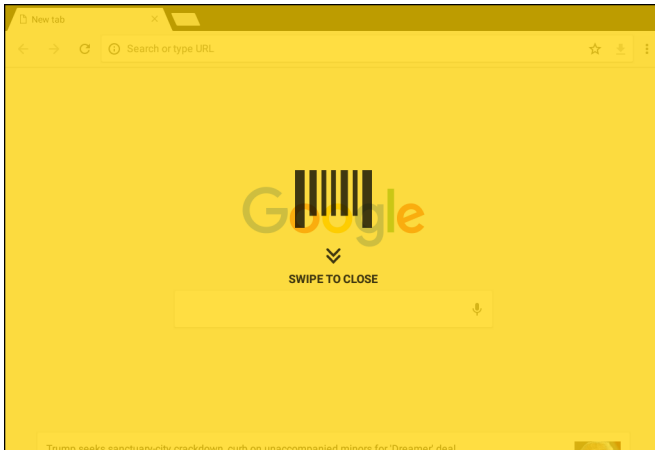 New tab
Search or type URL
Google
SWIPE TO CLOSE
Trump seeks sanctuary-city crackdown, curb on unaccompanied minors for 'Dreamer' deal